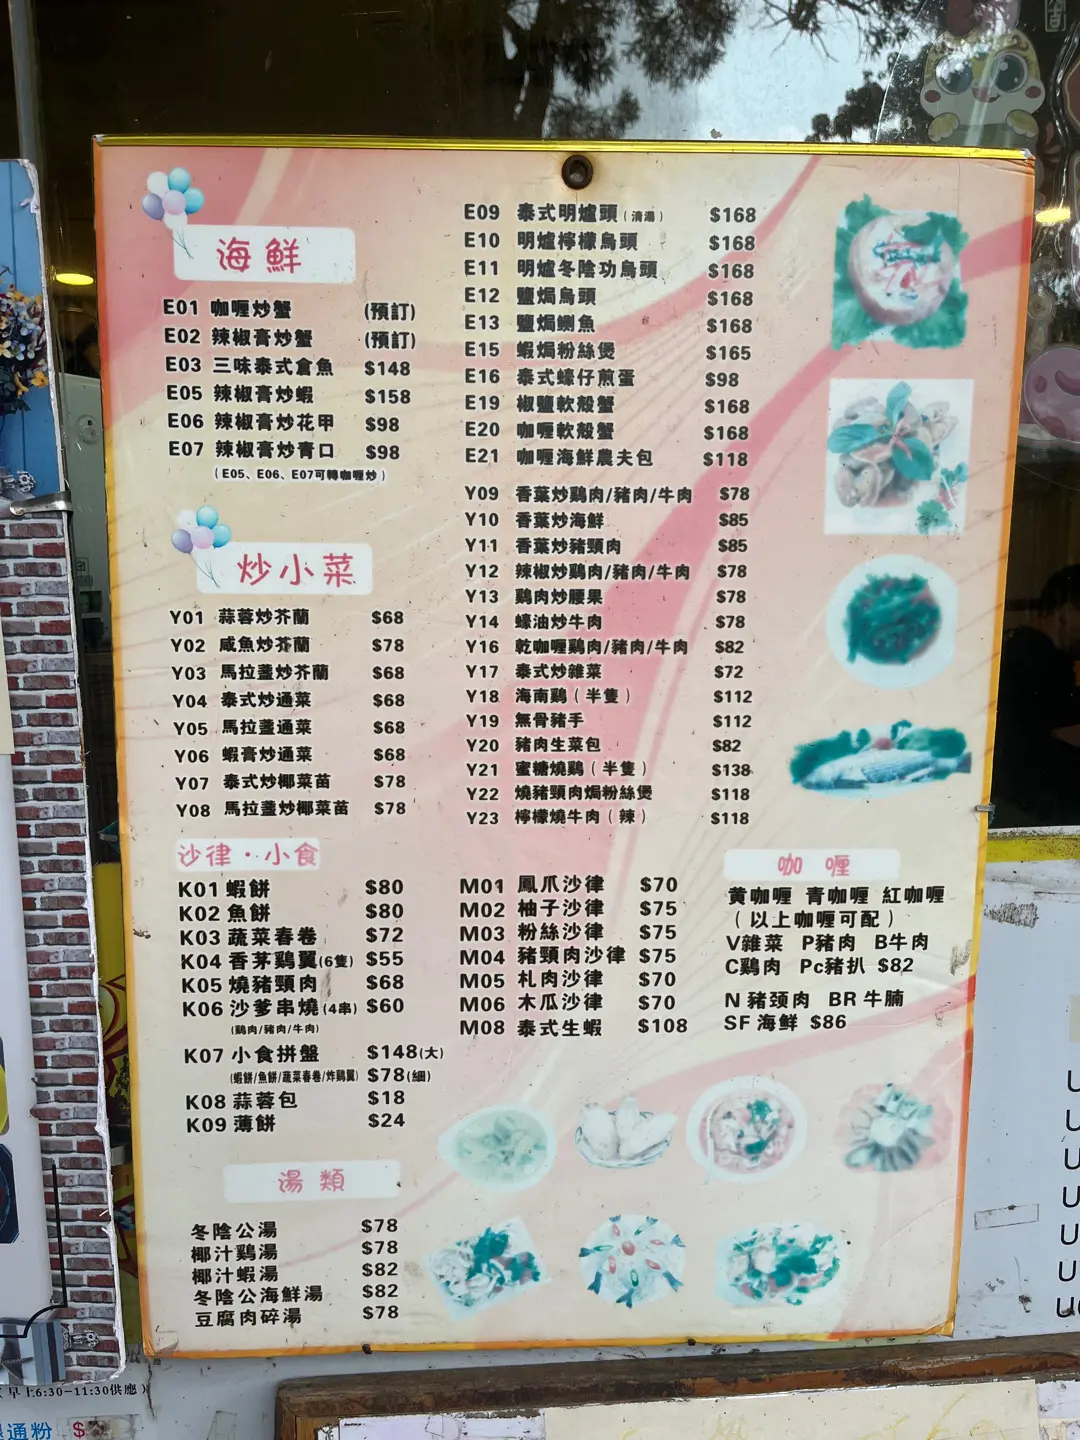 海鮮
E01 咖喱炒蟹 (預訂)
E02 辣椒膏炒蟹 (預訂)
E03 三味泰式倉魚 $148
E05 辣椒膏炒蝦 $158
E06 辣椒膏炒花甲 $98
E07 辣椒膏炒青口 $98
(E05、E06、E07可轉咖喱炒)
E09 泰式明爐頭(清湯) $168
E10 明爐檸檬烏頭 $168
E11 明爐冬陰功烏頭 $168
E12 鹽焗烏頭 $168
E13 鹽焗鰂魚 $168
E15 蝦焗粉絲煲 $165
E16 泰式蠔仔煎蛋 $98
E19 椒鹽軟殼蟹 $168
E20 咖喱軟殼蟹 $168
E21 咖喱海鮮農夫包 $118
炒小菜
Y01 蒜蓉炒芥蘭 $68
Y02 咸魚炒芥蘭 $78
Y03 馬拉盞炒芥蘭 $68
Y04 泰式炒通菜 $68
Y05 馬拉盞通菜 $68
Y06 蝦膏炒通菜 $68
Y07 泰式炒椰菜苗 $78
Y08 馬拉盞炒椰菜苗 $78
Y09 香葉炒鷄肉/豬肉/牛肉 $78
Y10 香葉炒海鮮 $85
Y11 香葉炒豬頸肉 $85
Y12 辣椒炒鷄肉/豬肉/牛肉 $78
Y13 鷄肉炒腰果 $78
Y14 蠔油炒牛肉 $78
Y16 乾咖喱鷄肉/豬肉/牛肉 $82
Y17 泰式炒雜菜 $72
Y18 海南鷄(半隻) $112
Y19 無骨豬手 $112
Y20 豬肉生菜包 $82
Y21 蜜糖燒鷄(半隻) $138
Y22 燒豬頸肉焗粉絲煲 $118
Y23 檸檬燒牛肉(辣) $118
沙律·小食
K01 蝦餅 $80
K02 魚餅 $80
K03 蔬菜春卷 $72
K04 香茅鷄翼(6隻) $55
K05 燒豬頸肉 $68
K06 沙爹串燒(4串) $60
(鷄肉/豬肉/牛肉)
K07 小食拼盤 $148(大)
(蝦餅/魚餅/蔬菜春卷/炸鷄翼) $78(細)
K08 蒜蓉包 $18
K09 薄餅 $24
M01 鳳爪沙律 $70
M02 柚子沙律 $75
M03 粉絲沙律 $75
M04 豬頸肉沙律 $75
M05 札肉沙律 $70
M06 木瓜沙律 $70
M08 泰式生蝦 $108
咖喱
黄咖喱 青咖喱 紅咖喱
(以上咖喱可配)
V雜菜 P豬肉 B牛肉
C鷄肉 Pc豬扒 $82
N 豬頸肉 BR 牛腩
SF 海鮮 $86
湯類
冬陰公湯 $78
椰汁鷄湯 $78
椰汁蝦湯 $82
冬陰公海鮮湯 $82
豆腐肉碎湯 $78
(早上6:30-11:30供應)
通粉 $